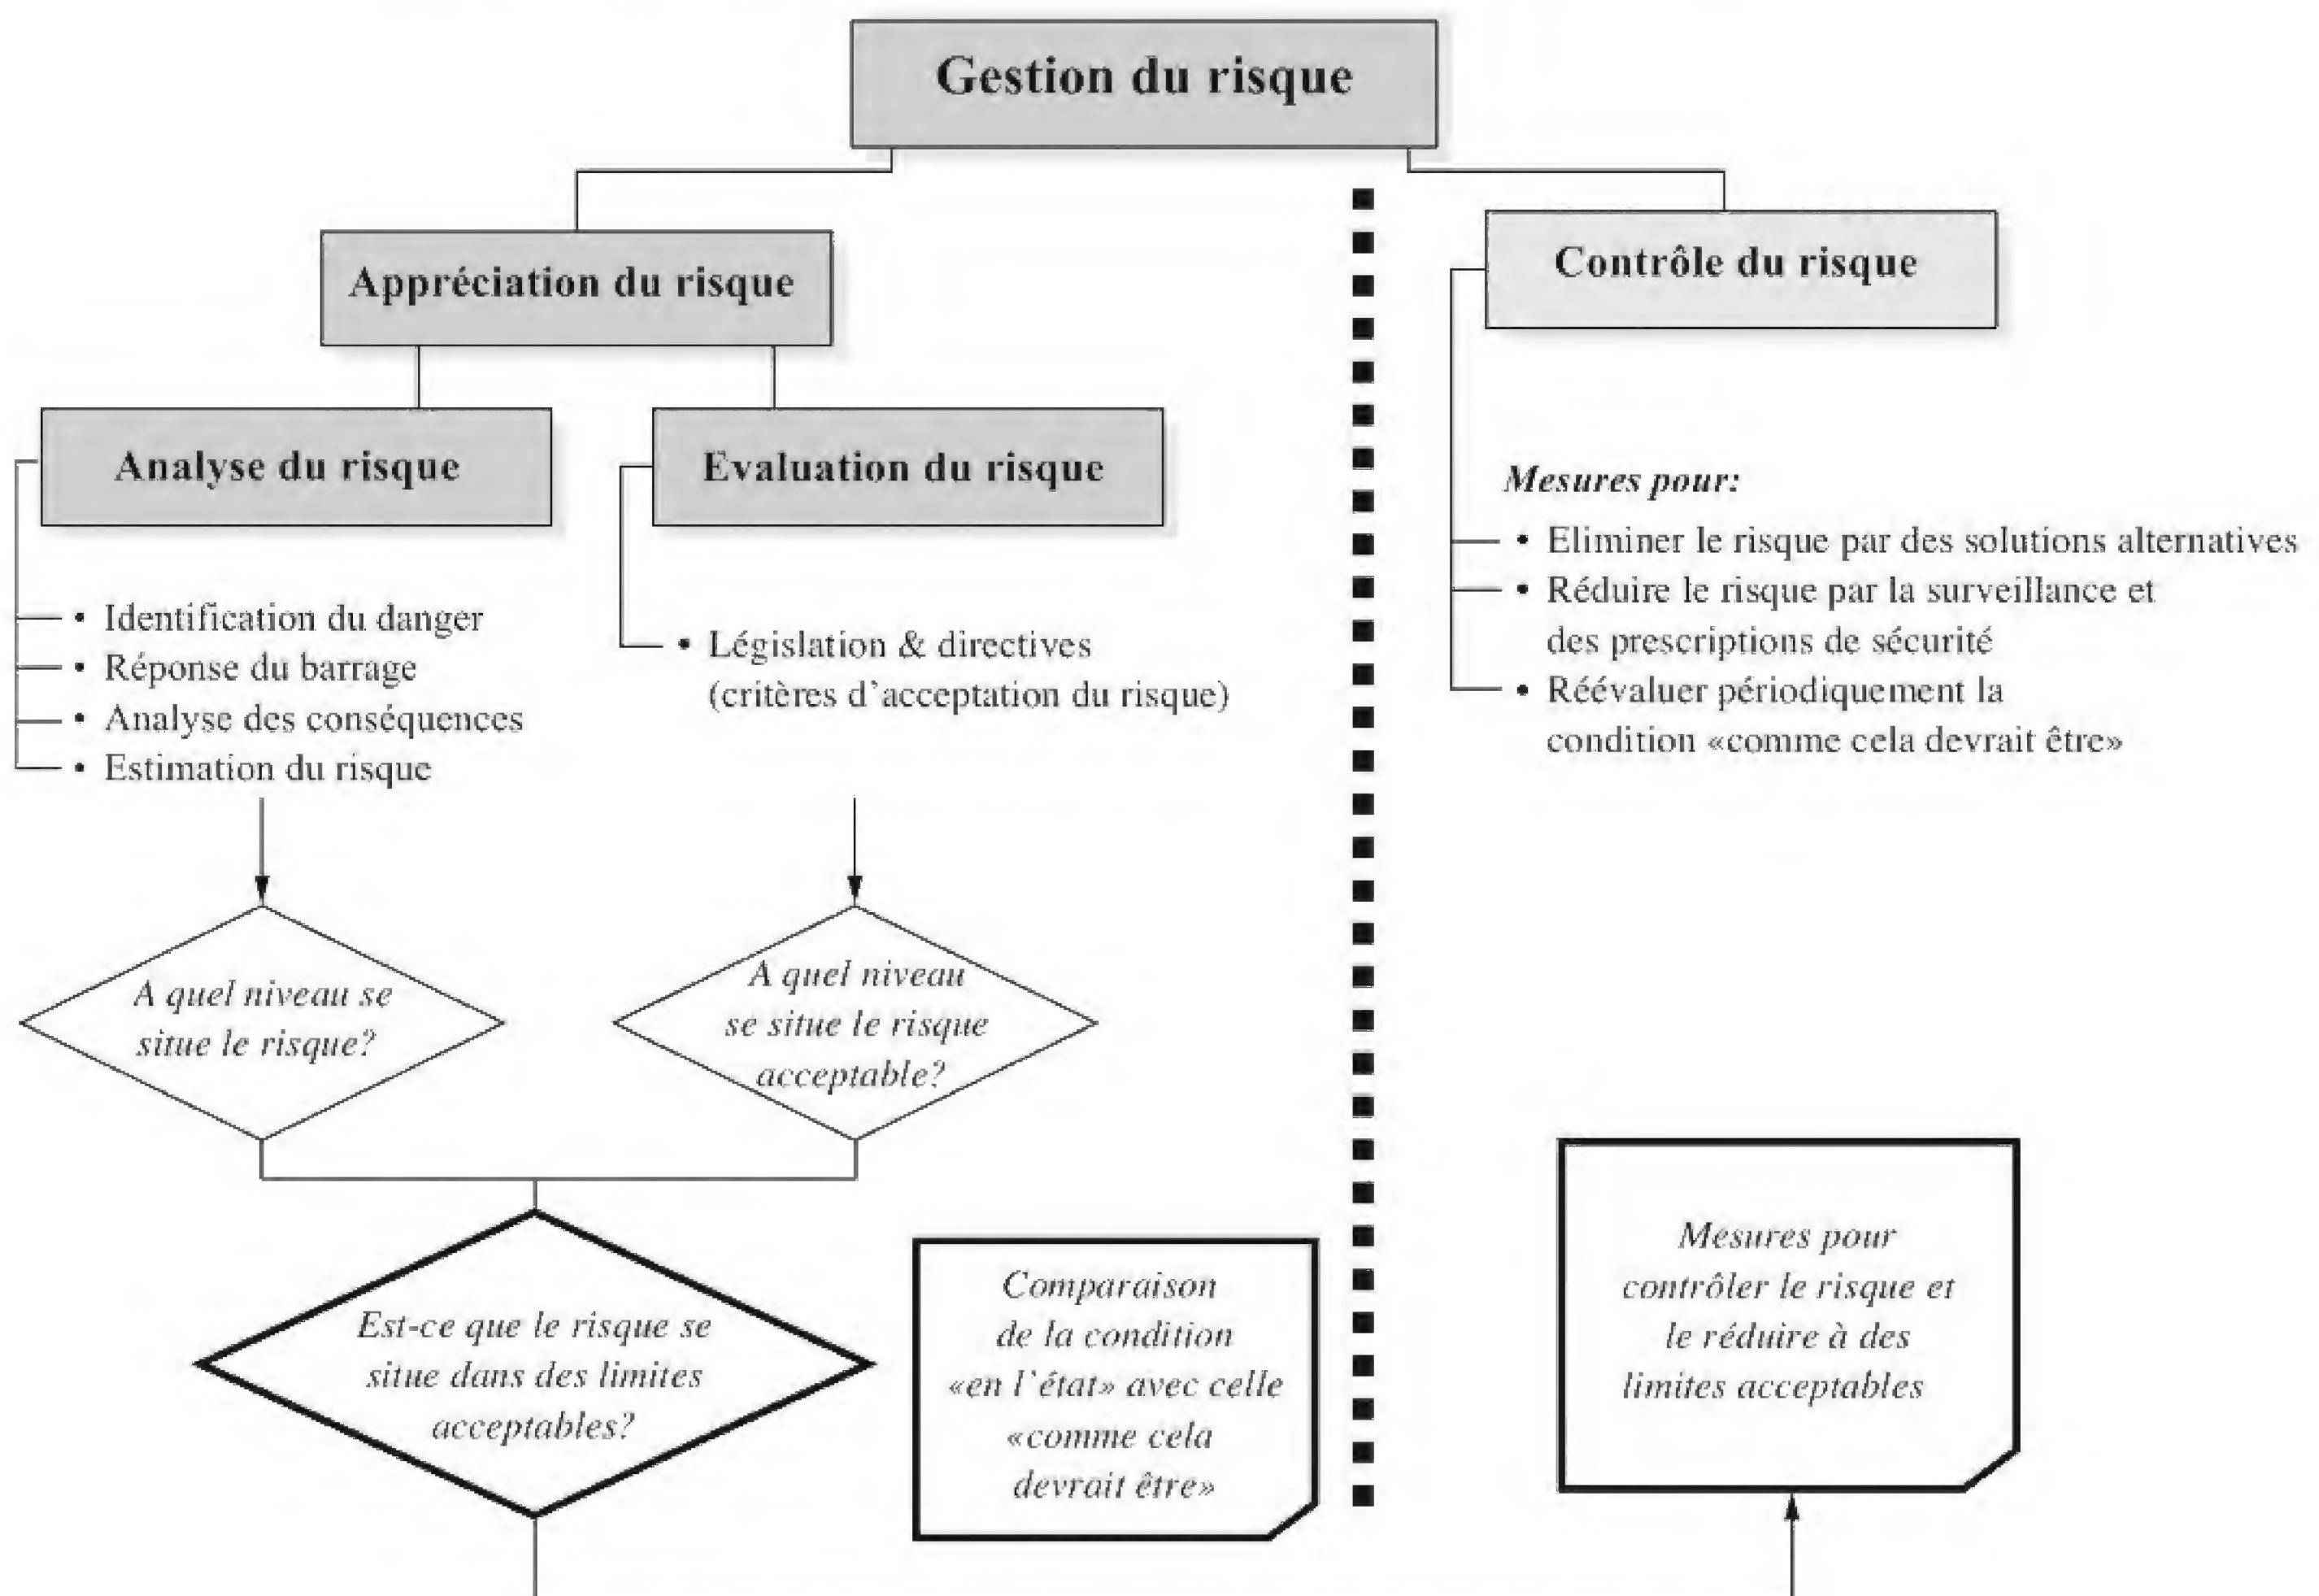 Gestion du risque
Appréciation du risque
Contrôle du risque
Analyse du risque
Evaluation du risque
• Identification du danger
• Réponse du barrage
• Analyse des conséquences
• Estimation du risque
• Législation & directives
(critères d'acceptation du risque)
Mesures pour:
• Eliminer le risque par des solutions alternatives
• Réduire le risque par la surveillance et
des prescriptions de sécurité
• Réévaluer périodiquement la
condition «comme cela devrait être»
A quel niveau se
situe le risque?
A quel niveau
se situe le risque
acceptable?
Est-ce que le risque se
situe dans des limites
acceptables?
Comparaison
de la condition
«en l'état» avec celle
«comme cela
devrait être»
Mesures pour
contrôler le risque et
le réduire à des
limites acceptables